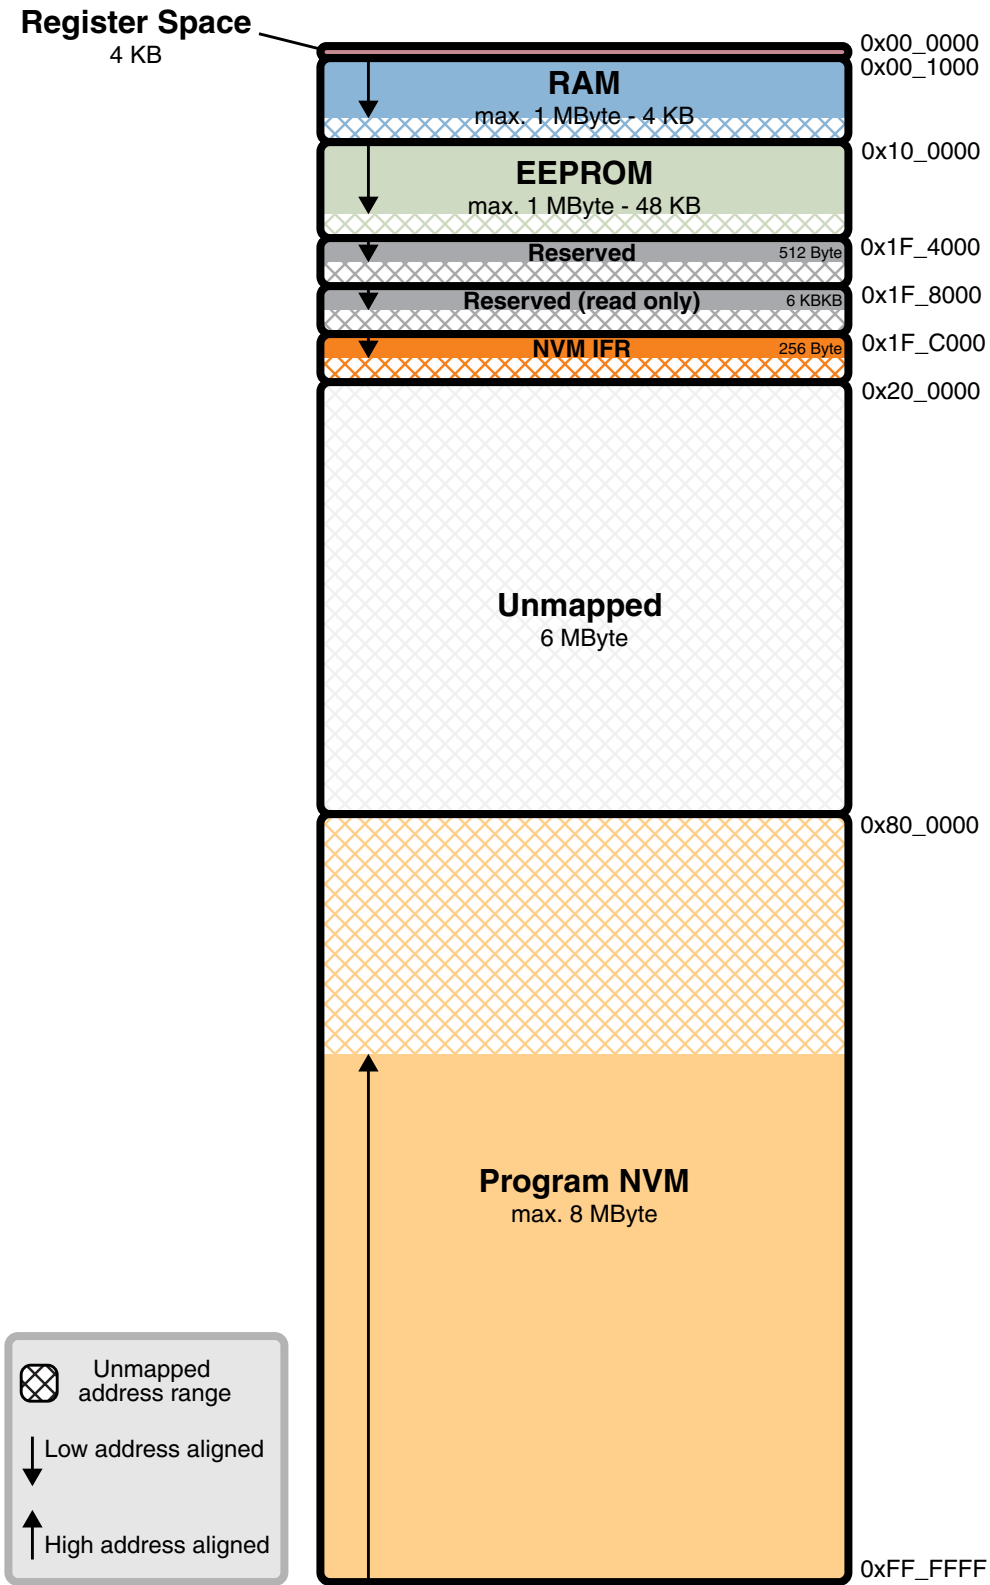 Register Space
4 KB
0x00_0000
0x00_1000
RAM
max. 1 MByte - 4 KB
0x10_0000
EEPROM
max. 1 MByte - 48 KB
0x1F_4000
Reserved
512 Byte
0x1F_8000
Reserved (read only)
6 KBKB
0x1F_C000
NVM IFR
256 Byte
0x20_0000
Unmapped
6 MByte
0x80_0000
Program NVM
max. 8 MByte
Unmapped
address range
Low address aligned
High address aligned
0xFF_FFFF